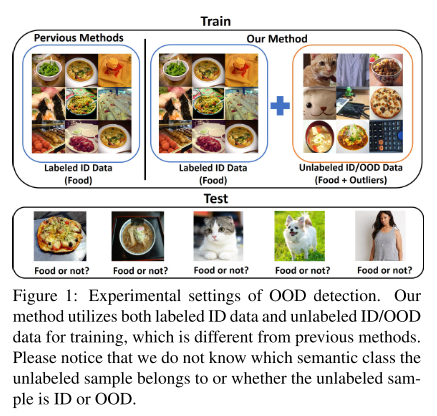 Train
Pervious Methods
Our Method
Labeled ID Data
(Food)
Labeled ID Data
(Food)
Unlabeled ID/OOD Data
(Food + Outliers)
Test
Food or not?
Food or not?
Food or not?
Food or not?
Food or not?
Figure 1: Experimental settings of OOD detection. Our
method utilizes both labeled ID data and unlabeled ID/OOD
data for training, which is different from previous methods.
Please notice that we do not know which semantic class the
unlabeled sample belongs to or whether the unlabeled sam-
ple is ID or OOD.